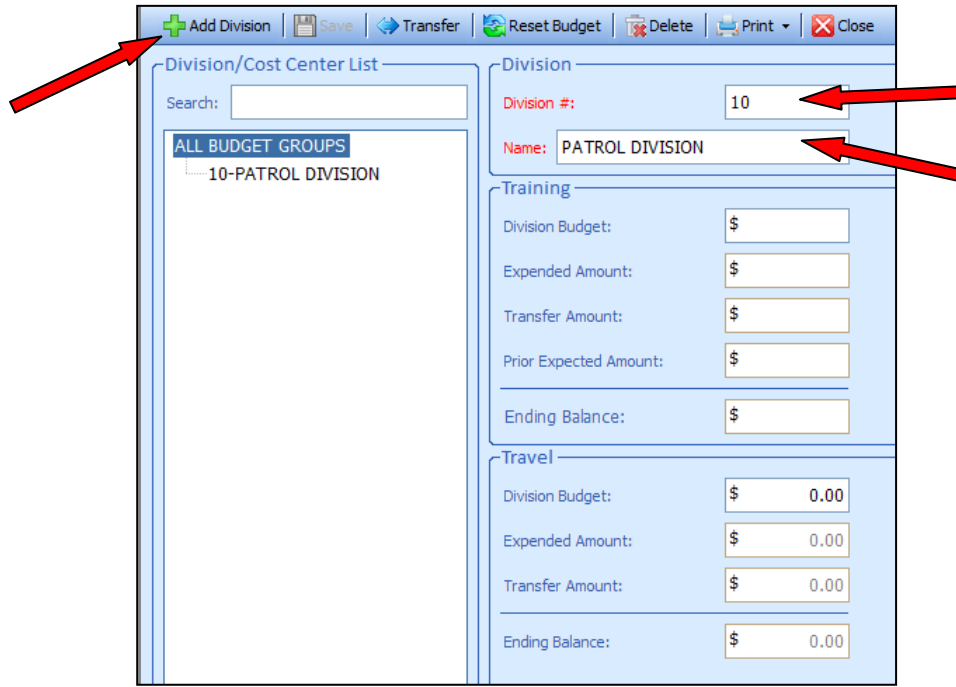 Add Division Save Transfer Reset Budget Delete Print Close
Division/Cost Center List
Search:
ALL BUDGET GROUPS
10-PATROL DIVISION
Division
Division #: 10
Name: PATROL DIVISION
Training
Division Budget: $
Expended Amount: $
Transfer Amount: $
Prior Expected Amount: $
Ending Balance: $
Travel
Division Budget: $ 0.00
Expended Amount: $ 0.00
Transfer Amount: $ 0.00
Ending Balance: $ 0.00